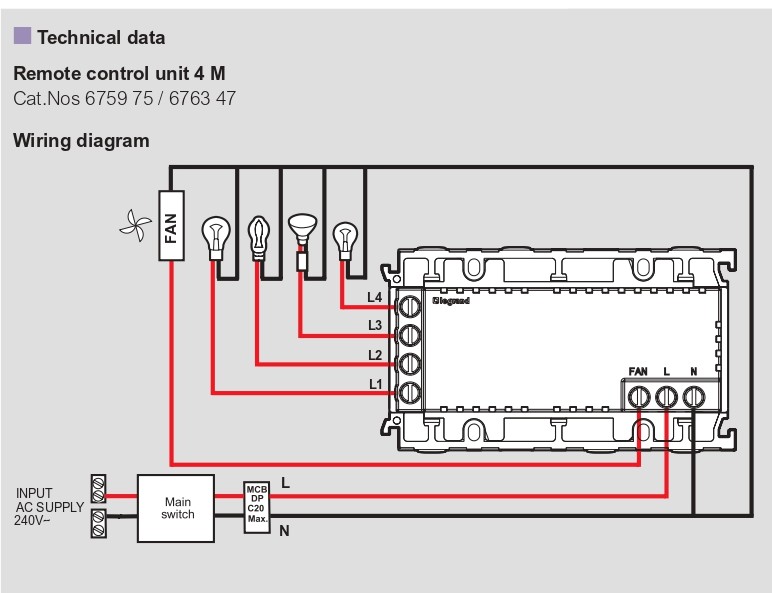 Technical data
Remote control unit 4 M
Cat.Nos 6759 75 / 6763 47
Wiring diagram
FAN
L4
legrand
L3
L2
L1
FAN L N
INPUT
AC SUPPLY
240V~
Main
switch
MCB
DP
C20
Max.
L
N